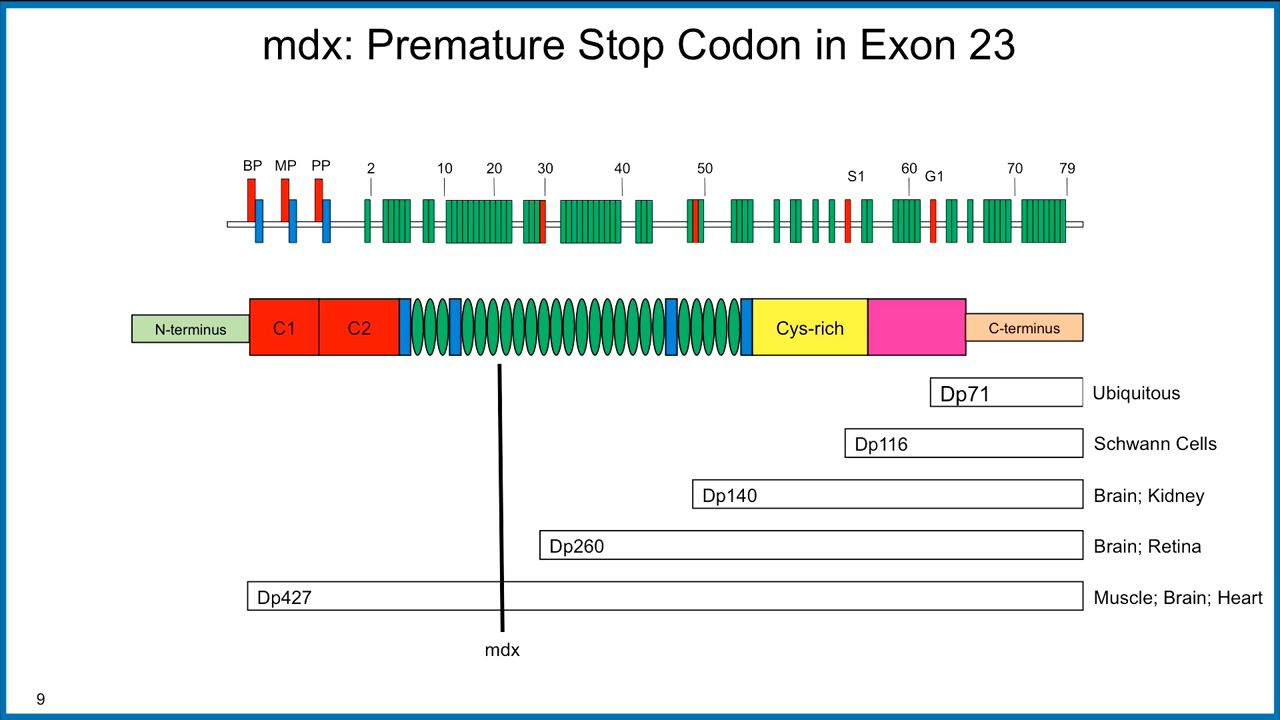 mdx: Premature Stop Codon in Exon 23
BP MP PP 2 10 20 30 40 50 S1 60 G1 70 79
N-terminus C1 C2 Cys-rich C-terminus
Dp71 Ubiquitous
Dp116 Schwann Cells
Dp140 Brain; Kidney
Dp260 Brain; Retina
Dp427 Muscle; Brain; Heart
mdx
9